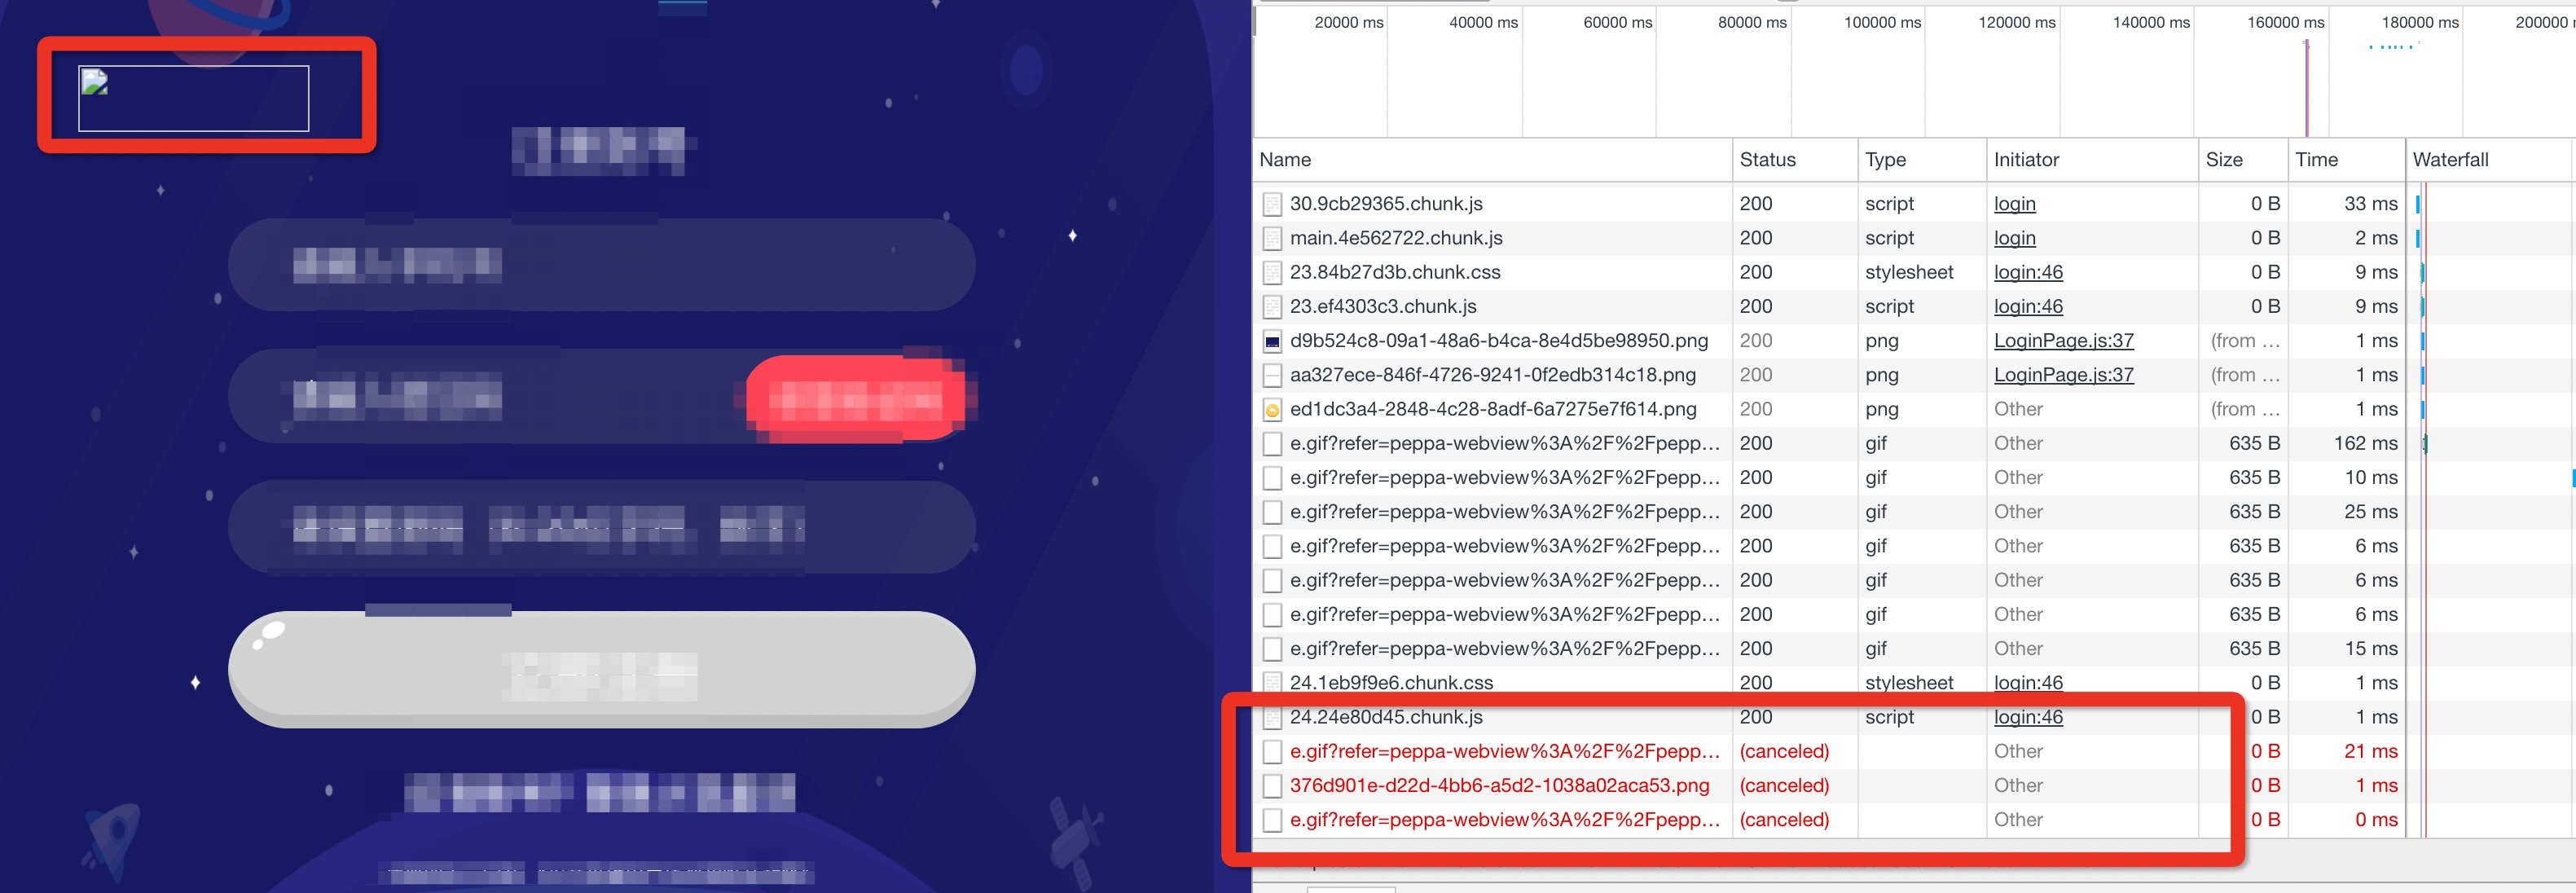 20000 ms 40000 ms 60000 ms 80000 ms 100000 ms 120000 ms 140000 ms 160000 ms 180000 ms 200000
Name Status Type Initiator Size Time Waterfall
30.9cb29365.chunk.js 200 script login 0 B 33 ms
main.4e562722.chunk.js 200 script login 0 B 2 ms
23.84b27d3b.chunk.css 200 stylesheet login:46 0 B 9 ms
23.ef4303c3.chunk.js 200 script login:46 0 B 9 ms
d9b524c8-09a1-48a6-b4ca-8e4d5be98950.png 200 png LoginPage.js:37 (from ... 1 ms
aa327ece-846f-4726-9241-0f2edb314c18.png 200 png LoginPage.js:37 (from ... 1 ms
ed1dc3a4-2848-4c28-8adf-6a7275e7f614.png 200 png Other (from ... 1 ms
e.gif?refer=peppa-webview%3A%2F%2Fpepp... 200 gif Other 635 B 162 ms
e.gif?refer=peppa-webview%3A%2F%2Fpepp... 200 gif Other 635 B 10 ms
e.gif?refer=peppa-webview%3A%2F%2Fpepp... 200 gif Other 635 B 25 ms
e.gif?refer=peppa-webview%3A%2F%2Fpepp... 200 gif Other 635 B 6 ms
e.gif?refer=peppa-webview%3A%2F%2Fpepp... 200 gif Other 635 B 6 ms
e.gif?refer=peppa-webview%3A%2F%2Fpepp... 200 gif Other 635 B 6 ms
e.gif?refer=peppa-webview%3A%2F%2Fpepp... 200 gif Other 635 B 15 ms
24.1eb9f9e6.chunk.css 200 stylesheet login:46 0 B 1 ms
24.24e80d45.chunk.js 200 script login:46 0 B 1 ms
e.gif?refer=peppa-webview%3A%2F%2Fpepp... (canceled) Other 0 B 21 ms
376d901e-d22d-4bb6-a5d2-1038a02aca53.png (canceled) Other 0 B 1 ms
e.gif?refer=peppa-webview%3A%2F%2Fpepp... (canceled) Other 0 B 0 ms